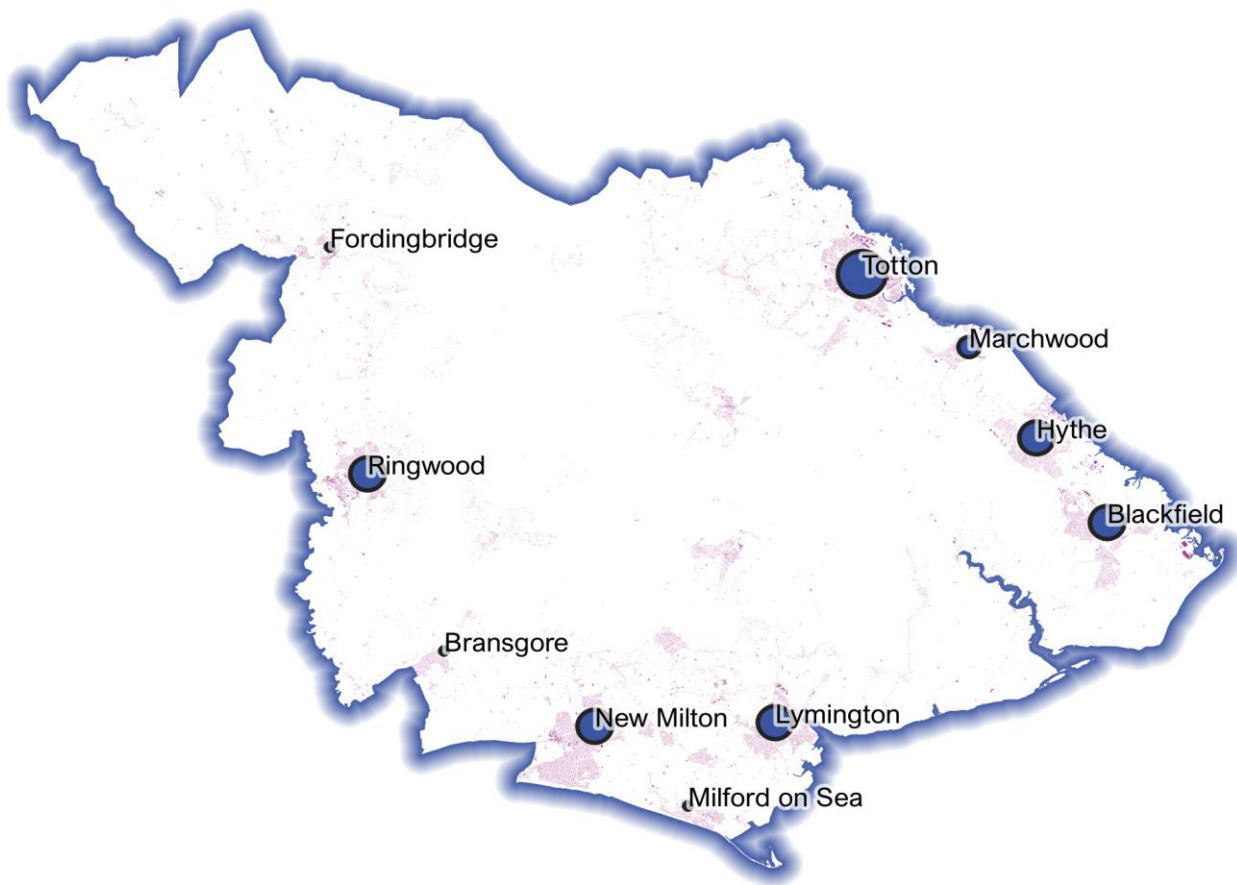 Fordingbridge
Totton
Marchwood
Hythe
Ringwood
Blackfield
Bransgore
New Milton
Lymington
Milford on Sea